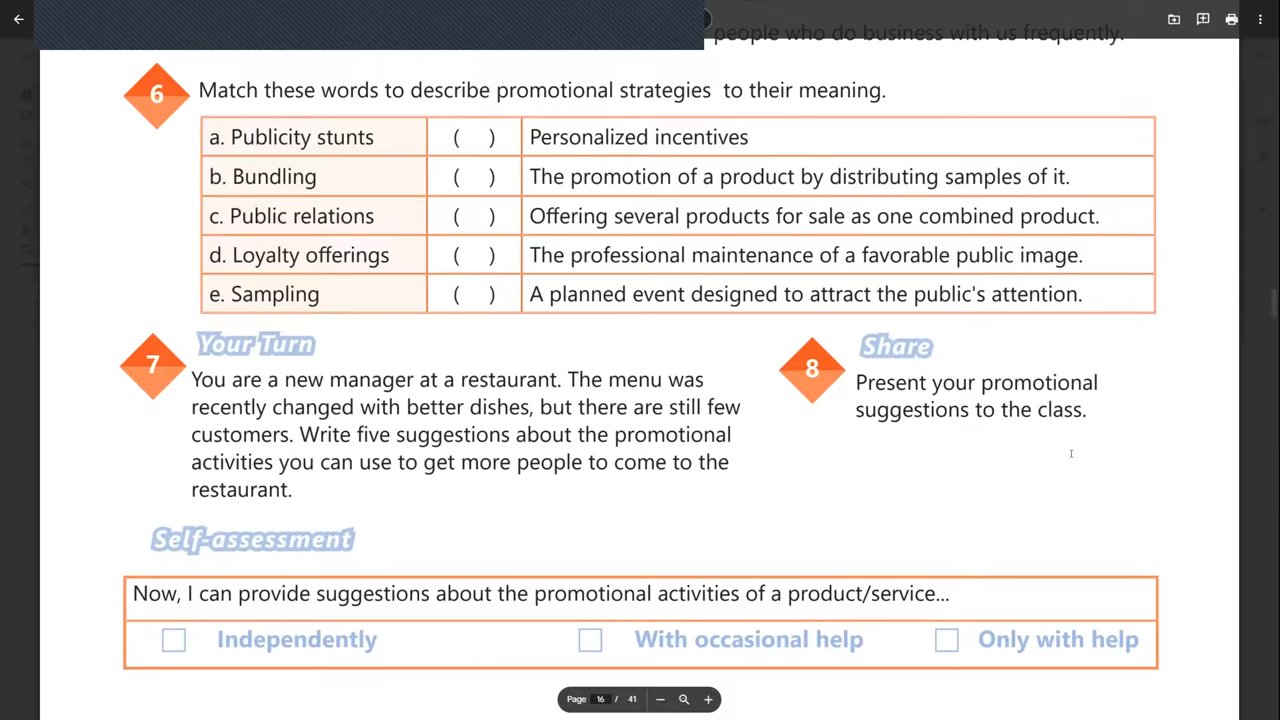 people who do business with us frequently.
6 Match these words to describe promotional strategies to their meaning.
a. Publicity stunts ( ) Personalized incentives
b. Bundling ( ) The promotion of a product by distributing samples of it.
c. Public relations ( ) Offering several products for sale as one combined product.
d. Loyalty offerings ( ) The professional maintenance of a favorable public image.
e. Sampling ( ) A planned event designed to attract the public's attention.
7 Your Turn
You are a new manager at a restaurant. The menu was
recently changed with better dishes, but there are still few
customers. Write five suggestions about the promotional
activities you can use to get more people to come to the
restaurant.
8 Share
Present your promotional
suggestions to the class.
Self-assessment
Now, I can provide suggestions about the promotional activities of a product/service...
Independently With occasional help Only with help
Page 16 / 41